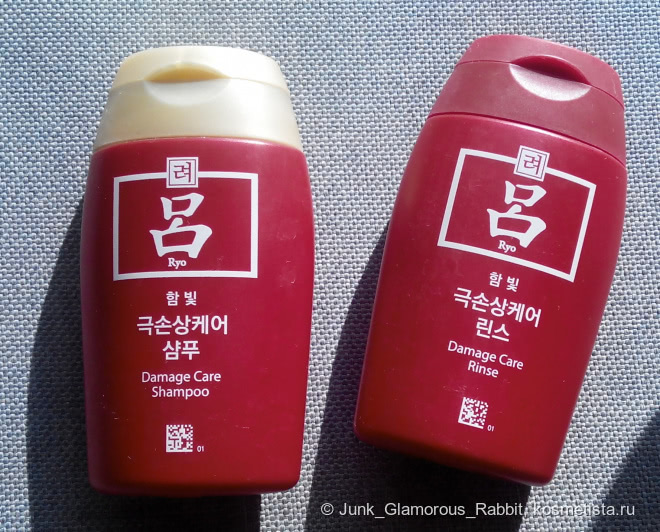 려
呂
Ryo
함빛
극손상케어
샴푸
Damage Care
Shampoo
01
려
呂
Ryo
함빛
극손상케어
린스
Damage Care
Rinse
01
© Junk_Glamorous_Rabbit, kosmetista.ru